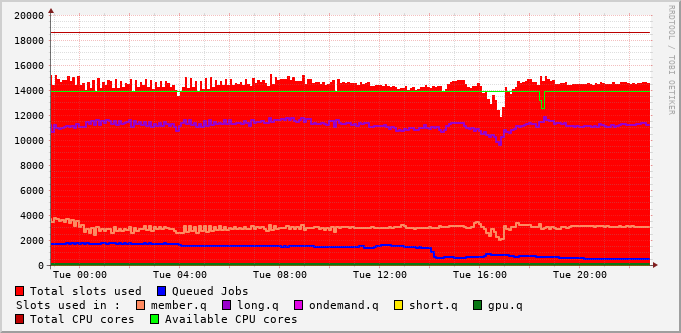 20000
18000
16000
14000
12000
10000
8000
6000
4000
2000
0
Tue 00:00 Tue 04:00 Tue 08:00 Tue 12:00 Tue 16:00 Tue 20:00
RRDTOOL / TOBI OETIKER
Total slots used Queued Jobs
Slots used in : member.q long.q ondemand.q short.q gpu.q
Total CPU cores Available CPU cores